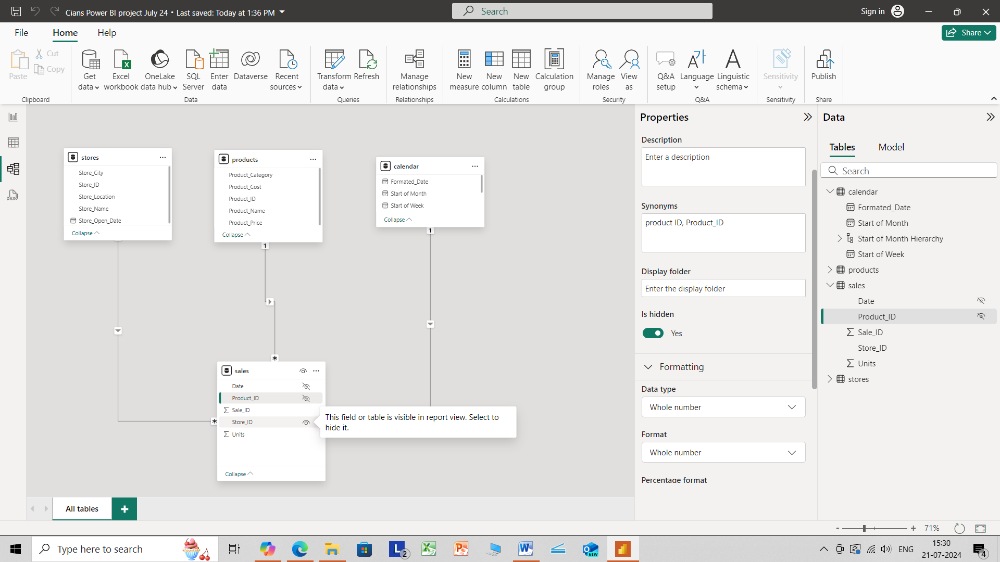 Cians Power BI project July 24 • Last saved: Today at 1:36 PM
Search
Sign in
File
Home
Help
Share
Paste
Cut
Copy
Clipboard
Get data
Excel workbook
OneLake data hub
SQL Server
Enter data
Dataverse
Recent sources
Data
Transform data
Refresh
Queries
Manage relationships
Relationships
New measure
New column
New table
Calculation group
Calculations
Manage roles
View as
Security
Q&A setup
Language
Linguistic schema
Q&A
Sensitivity
Sensitivity
Publish
Share
DAX
stores
Store_City
Store_ID
Store_Location
Store_Name
Store_Open_Date
Collapse
products
Product_Category
Product_Cost
Product_ID
Product_Name
Product_Price
Collapse
1
calendar
Formated_Date
Start of Month
Start of Week
Collapse
1
*
*
sales
Date
Product_ID
Σ Sale_ID
Store_ID
Σ Units
Collapse
This field or table is visible in report view. Select to
hide it.
All tables
+
Properties
Description
Enter a description
Synonyms
product ID, Product_ID
Display folder
Enter the display folder
Is hidden
Yes
Formatting
Data type
Whole number
Format
Whole number
Percentage format
Data
Tables
Model
Search
calendar
Formated_Date
Start of Month
Start of Month Hierarchy
Start of Week
products
sales
Date
Product_ID
Σ Sale_ID
Store_ID
Σ Units
stores
- + 71%
Type here to search
L 2
NEW
ENG
15:30
21-07-2024
4